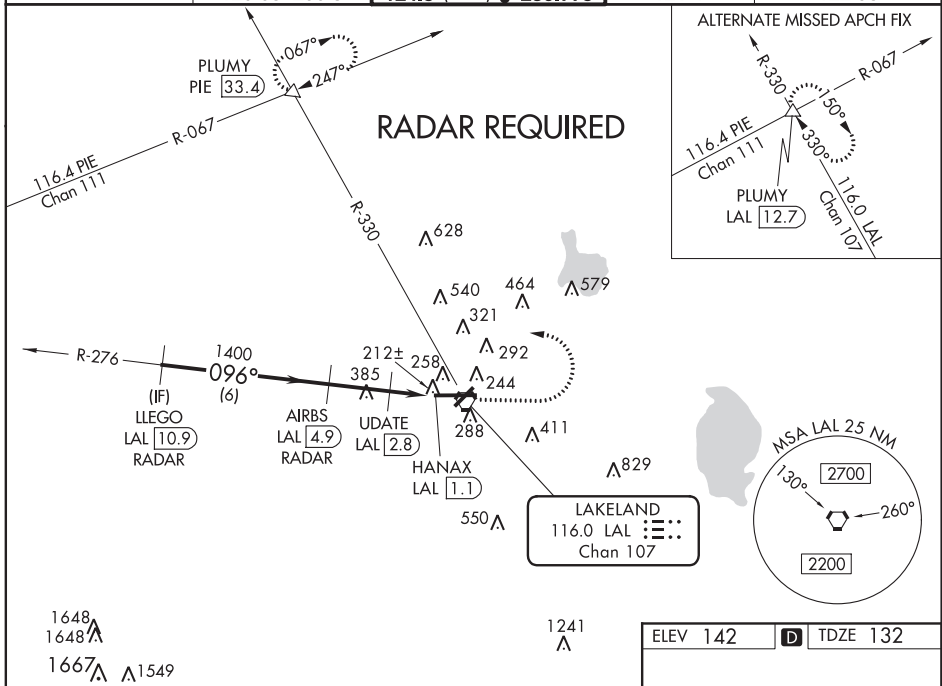 ALTERNATE MISSED APCH FIX
R-330
R-067
150°
330°
116.4 PIE
Chan 111
PLUMY
LAL 12.7
116.0 LAL
Chan 107
PLUMY
PIE 33.4
067°
247°
R-067
116.4 PIE
Chan 111
RADAR REQUIRED
R-330
628
540
464
579
321
292
R-276
1400
096°
(6)
212±
258
385
244
288
411
829
550
(IF)
LLEGO
LAL 10.9
RADAR
AIRBS
LAL 4.9
RADAR
UDATE
LAL 2.8
HANAX
LAL 1.1
LAKELAND
116.0 LAL
Chan 107
MSA LAL 25 NM
130°
2700
260°
2200
1648
1648
1667
1549
1241
ELEV 142 D TDZE 132